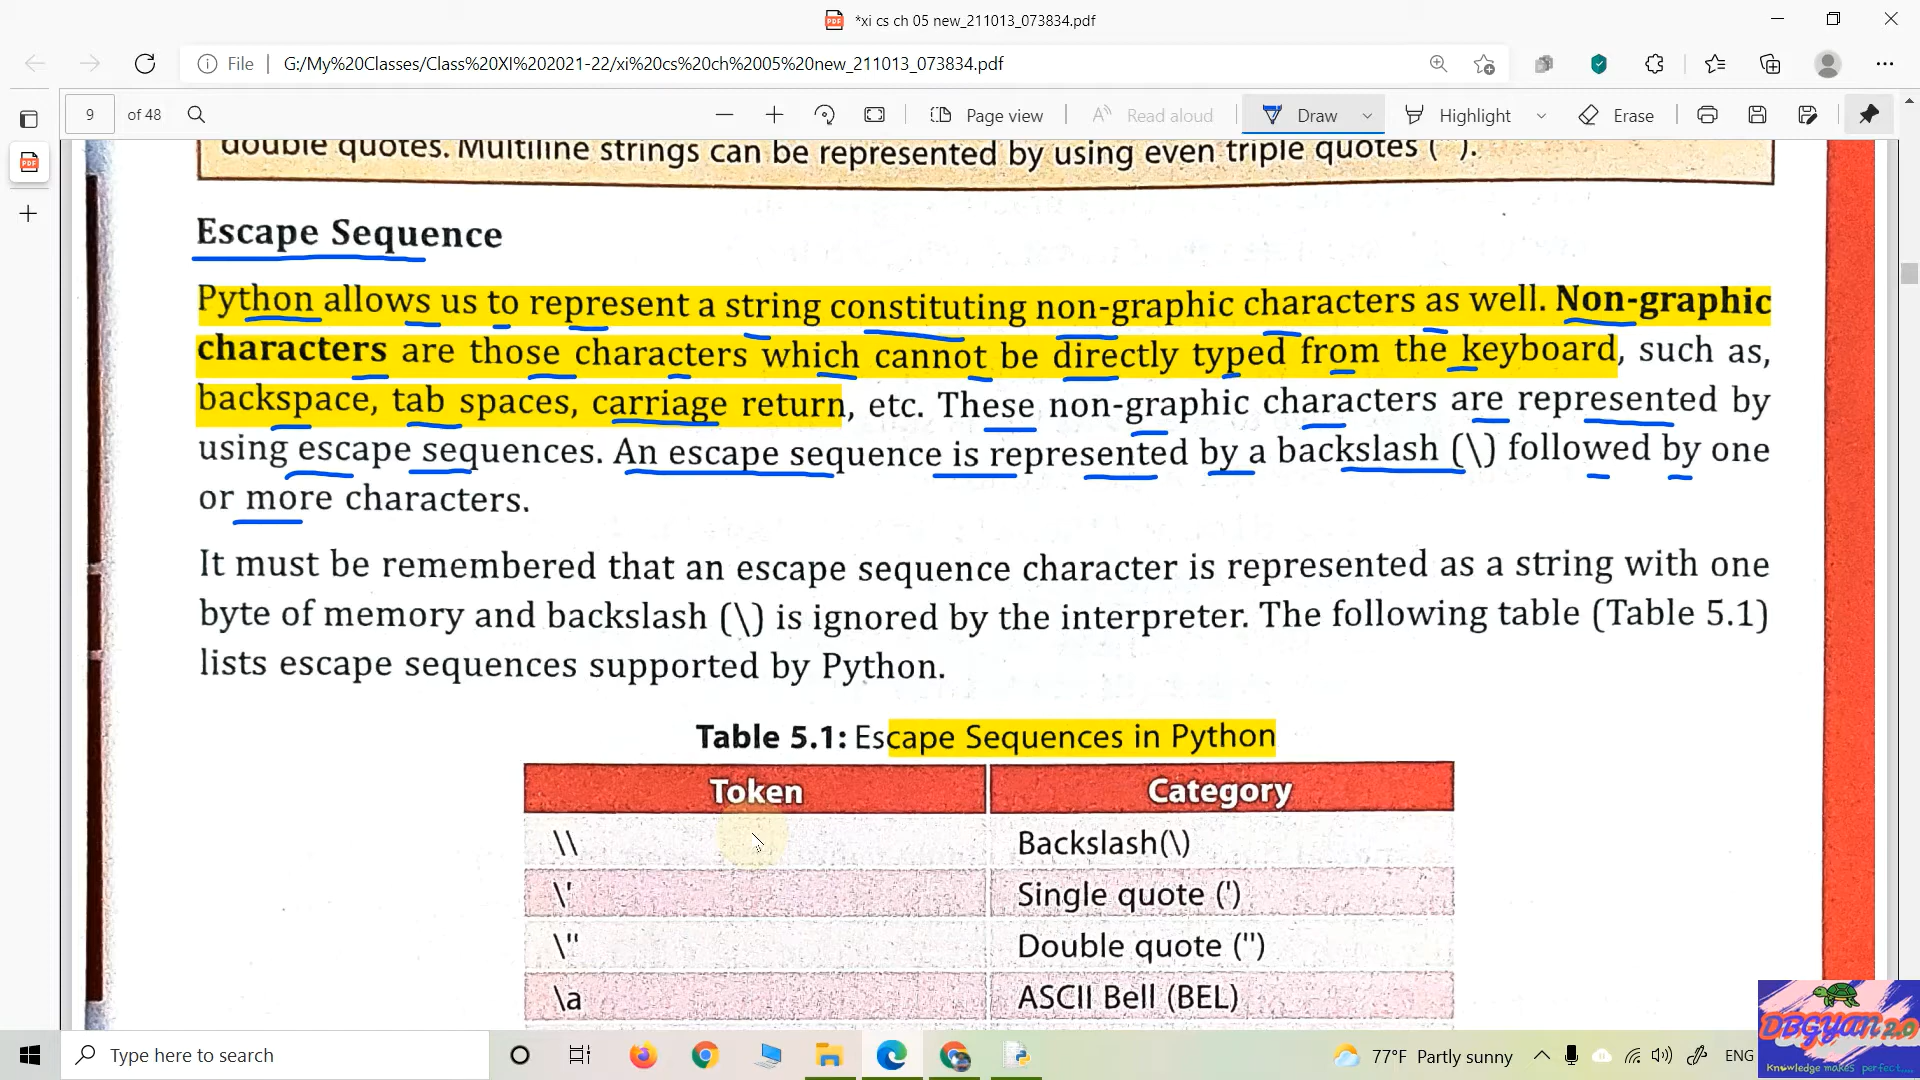 *xi cs ch 05 new_211013_073834.pdf
File | G:/My%20Classes/Class%20XI%202021-22/xi%20cs%20ch%2005%20new_211013_073834.pdf
9 of 48 Page view Read aloud Draw Highlight Erase
double quotes. Multiline strings can be represented by using even triple quotes (
Escape Sequence
Python allows us to represent a string constituting non-graphic characters as well. Non-graphic
characters are those characters which cannot be directly typed from the keyboard, such as,
backspace, tab spaces, carriage return, etc. These non-graphic characters are represented by
using escape sequences. An escape sequence is represented by a backslash (\) followed by one
or more characters.
It must be remembered that an escape sequence character is represented as a string with one
byte of memory and backslash (\) is ignored by the interpreter. The following table (Table 5.1)
lists escape sequences supported by Python.
Table 5.1: Escape Sequences in Python
Token Category
\\ Backslash(\)
\' Single quote (')
\" Double quote (")
\a ASCII Bell (BEL)
Type here to search 77°F Partly sunny ENG
DBGYAN 2.0
Knowledge makes perfect....